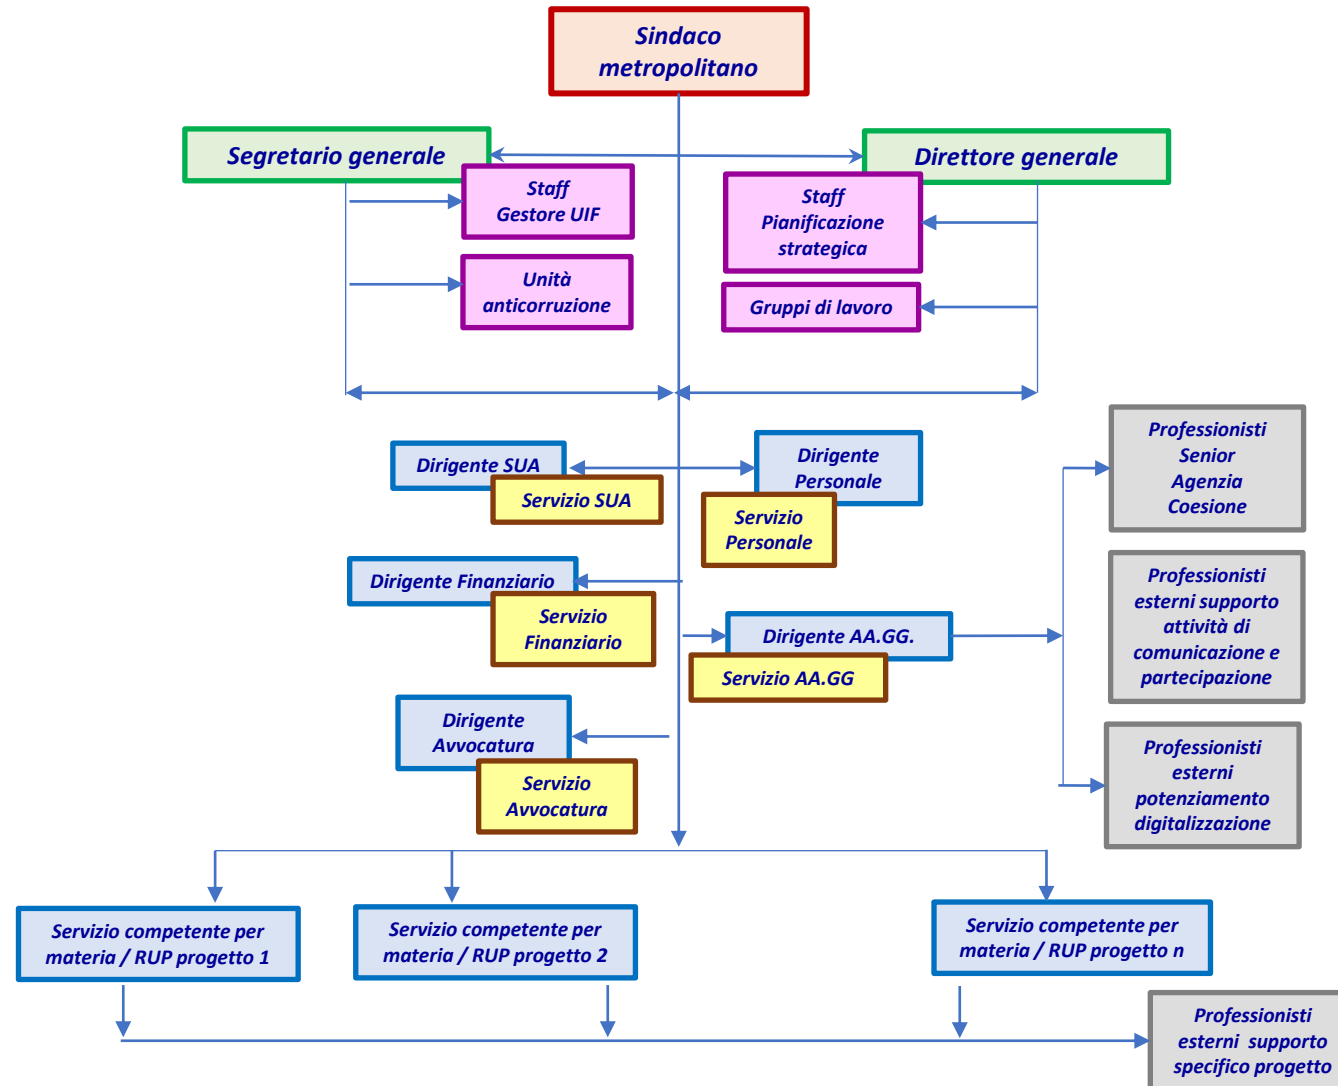 Sindaco
metropolitano
Segretario generale
Direttore generale
Staff
Gestore UIF
Staff
Pianificazione
strategica
Unità
anticorruzione
Gruppi di lavoro
Dirigente SUA
Servizio SUA
Dirigente
Personale
Servizio
Personale
Professionisti
Senior
Agenzia
Coesione
Dirigente Finanziario
Servizio
Finanziario
Dirigente AA.GG.
Servizio AA.GG
Professionisti
esterni supporto
attività di
comunicazione e
partecipazione
Dirigente
Avvocatura
Servizio
Avvocatura
Professionisti
esterni
potenziamento
digitalizzazione
Servizio competente per
materia / RUP progetto 1
Servizio competente per
materia / RUP progetto 2
Servizio competente per
materia / RUP progetto n
Professionisti
esterni supporto
specifico progetto